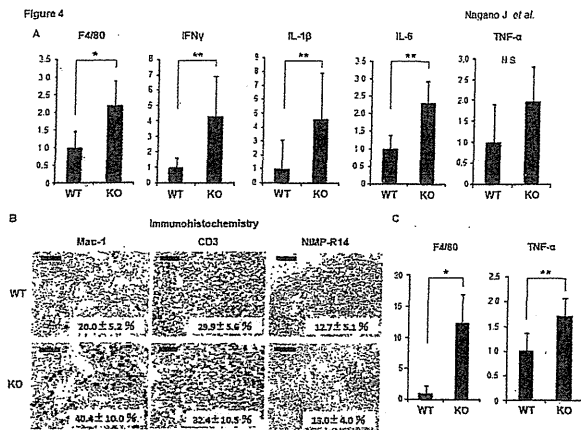 Figure 4
Nagano J et al.
A
F4/80
IFNγ
IL-1β
IL-6
TNF-α
*
**
**
**
N S
3.5
3.0
2.5
2.0
1.5
1.0
0.5
0.0
8
7
6
5
4
3
2
1
0
9
8
7
6
5
4
3
2
1
0
3.5
3.0
2.5
2.0
1.5
1.0
0.5
0.0
3.0
2.5
2.0
1.5
1.0
0.5
0.0
WT KO
WT KO
WT KO
WT KO
WT KO
B
Immunohistochemistry
Mac-1
CD3
NIMP-R14
WT
20.0±5.2 %
29.9±5.6 %
12.7±5.1 %
KO
40.4±10.0 %
32.4±10.5 %
13.0±4.0 %
C
F4/80
TNF-α
*
**
20
15
10
5
0
2.5
2.0
1.5
1.0
0.5
0.0
WT KO
WT KO